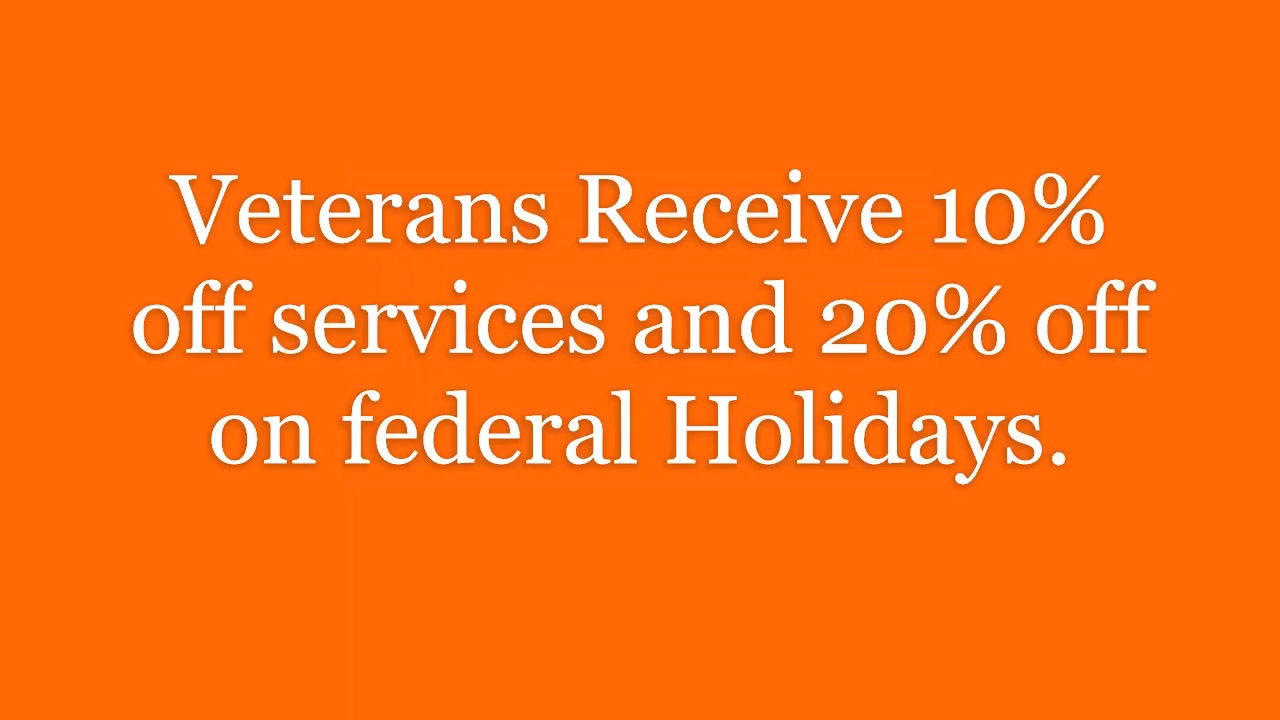 Veterans Receive 10%
off services and 20% off
on federal Holidays.